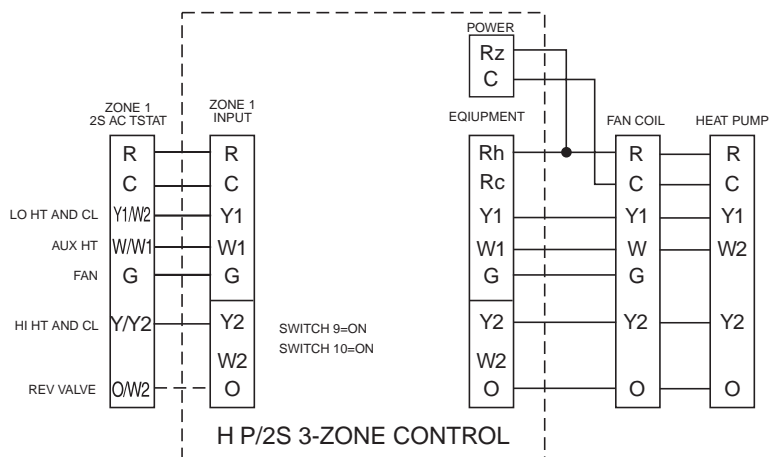 POWER
Rz
C
ZONE 1
2S AC TSTAT
ZONE 1
INPUT
EQIUPMENT
FAN COIL
HEAT PUMP
R
R
Rh
R
R
C
C
Rc
C
C
LO HT AND CL
Y1/W2
Y1
Y1
Y1
Y1
AUX HT
W/W1
W1
W1
W
W2
FAN
G
G
G
G
HI HT AND CL
Y/Y2
Y2
SWITCH 9=ON
SWITCH 10=ON
Y2
Y2
Y2
W2
W2
REV VALVE
O/W2
O
O
O
O
H P/2S 3-ZONE CONTROL